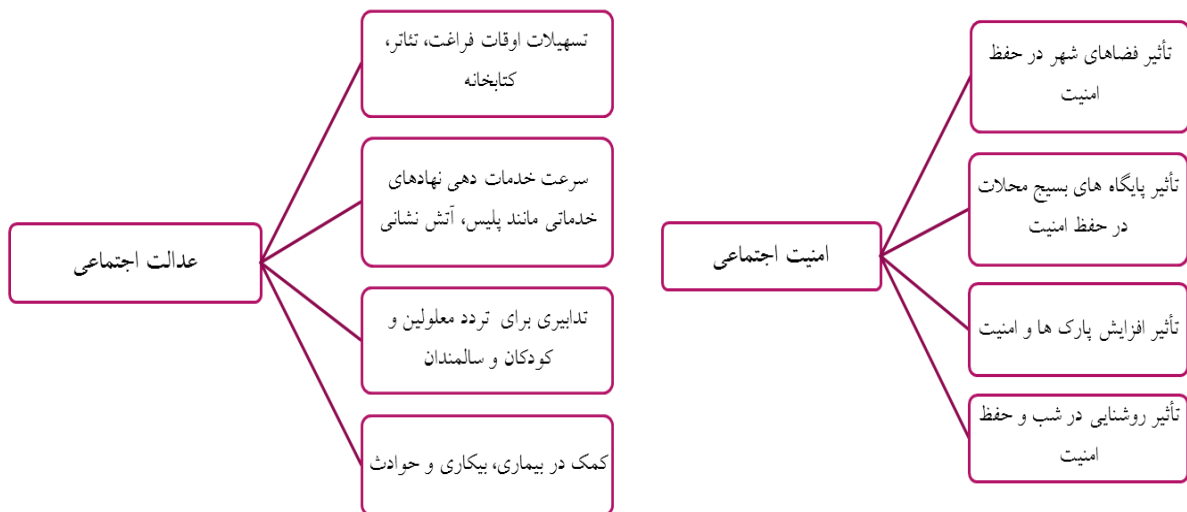 امنیت اجتماعی
تأثیر فضاهای شهر در حفظ
امنیت
تأثیر پایگاه های بسیج محلات
در حفظ امنیت
تأثیر افزایش پارک ها و امنیت
تأثیر روشنایی در شب و حفظ
امنیت
عدالت اجتماعی
تسهیلات اوقات فراغت، تئاتر،
کتابخانه
سرعت خدمات دهی نهادهای
خدماتی مانند پلیس، آتش نشانی
تدابیری برای تردد معلولین و
کودکان و سالمندان
کمک در بیماری، بیکاری و حوادث